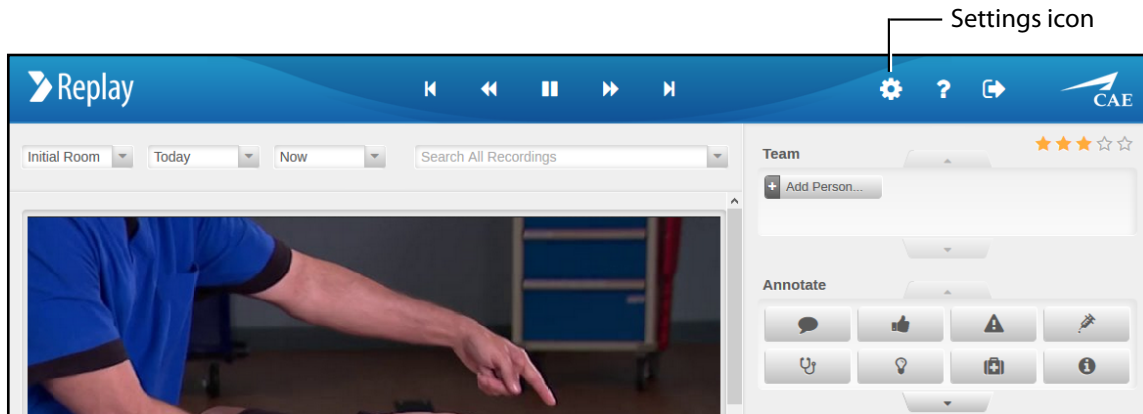 Settings icon
Replay
?
CAE
Initial Room
Today
Now
Search All Recordings
Team
+ Add Person...
Annotate